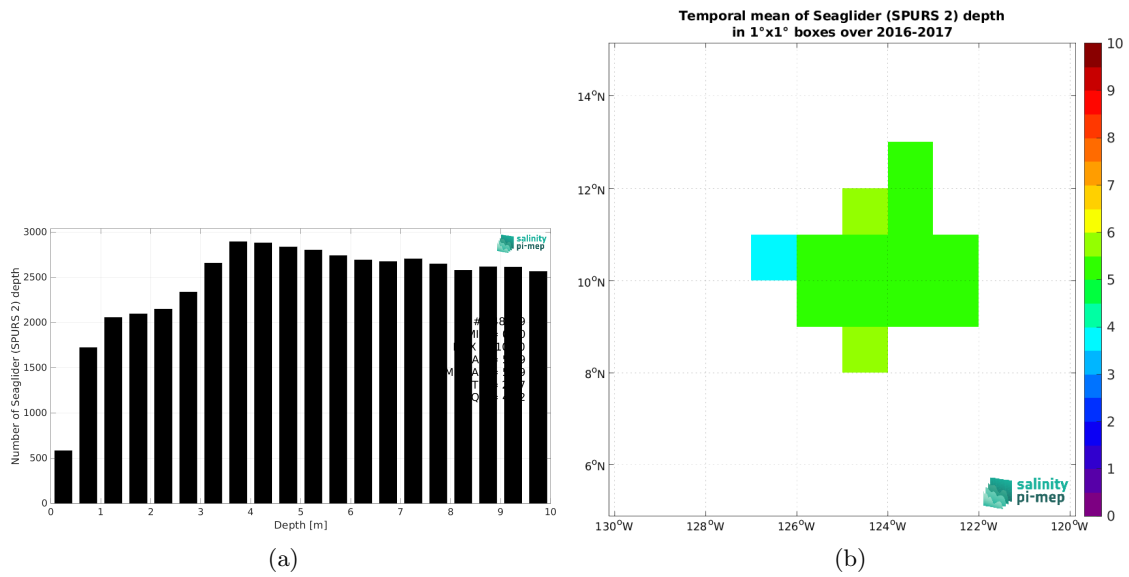 Temporal mean of Seaglider (SPURS 2) depth
in 1°x1° boxes over 2016-2017
Number of Seaglider (SPURS 2) depth
3000
2500
2000
1500
1000
500
0
0 1 2 3 4 5 6 7 8 9 10
Depth [m]
salinity
pi-mep
(a)
14°N
12°N
10°N
8°N
6°N
130°W 128°W 126°W 124°W 122°W 120°W
10
9
8
7
6
5
4
3
2
1
0
salinity
pi-mep
(b)